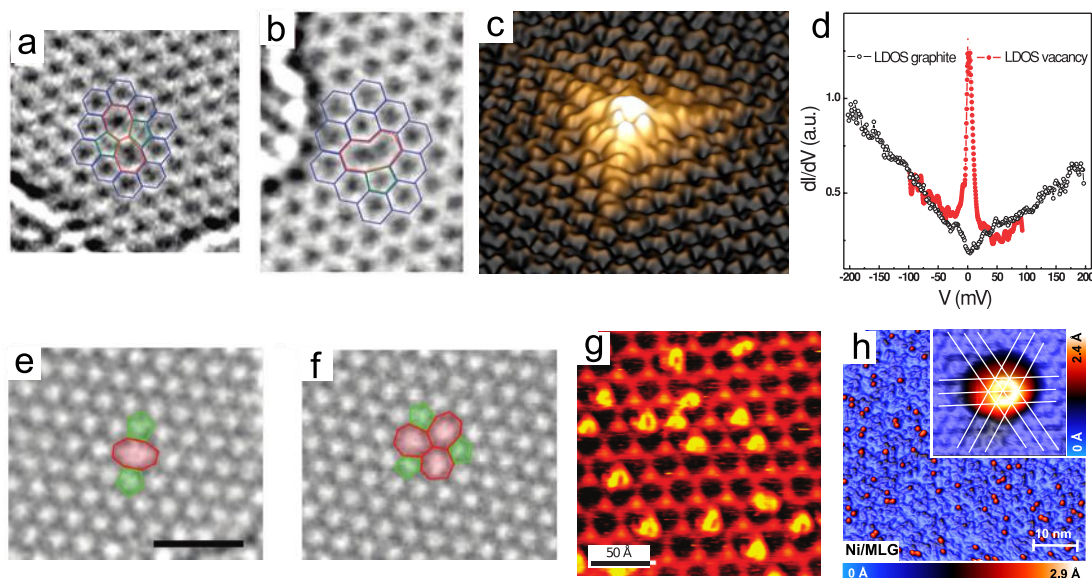 a
b
c
d
LDOS graphite
LDOS vacancy
dI/dV (a.u.)
1.0
0.5
-200 -150 -100 -50 0 50 100 150 200
V (mV)
e
f
g
50 Å
h
2.4 Å
0 Å
Ni/MLG
10 nm
0 Å
2.9 Å